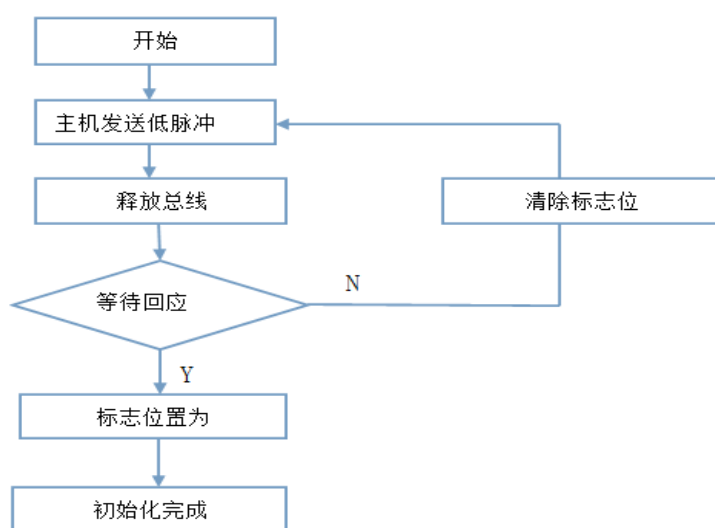 开始
主机发送低脉冲
释放总线
清除标志位
等待回应
N
Y
标志位置为
初始化完成